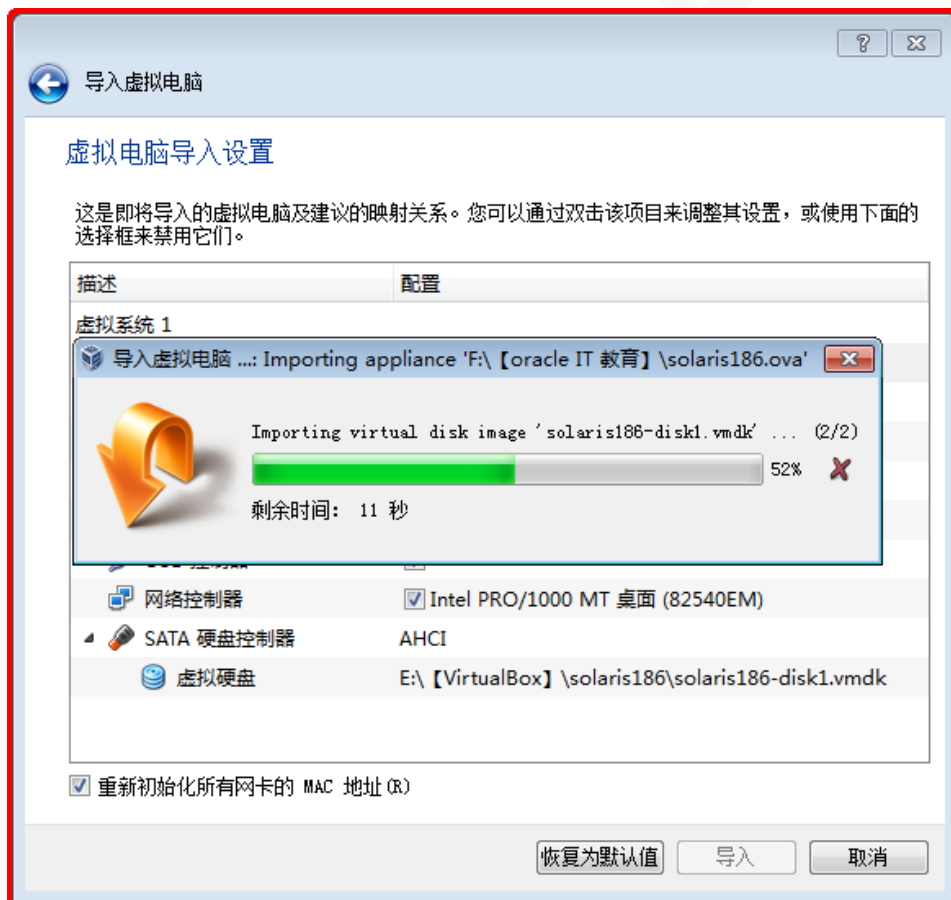 导入虚拟电脑
虚拟电脑导入设置
这是即将导入的虚拟电脑及建议的映射关系。您可以通过双击该项目来调整其设置，或使用下面的
选择框来禁用它们。
描述 配置
虚拟系统 1
导入虚拟电脑 ...: Importing appliance 'F:\【oracle IT 教育】\solaris186.ova'
Importing virtual disk image 'solaris186-disk1.vmdk' ... (2/2)
52%
剩余时间： 11 秒
网络控制器 Intel PRO/1000 MT 桌面 (82540EM)
SATA 硬盘控制器 AHCI
虚拟硬盘 E:\【VirtualBox】\solaris186\solaris186-disk1.vmdk
重新初始化所有网卡的 MAC 地址(R)
恢复为默认值 导入 取消